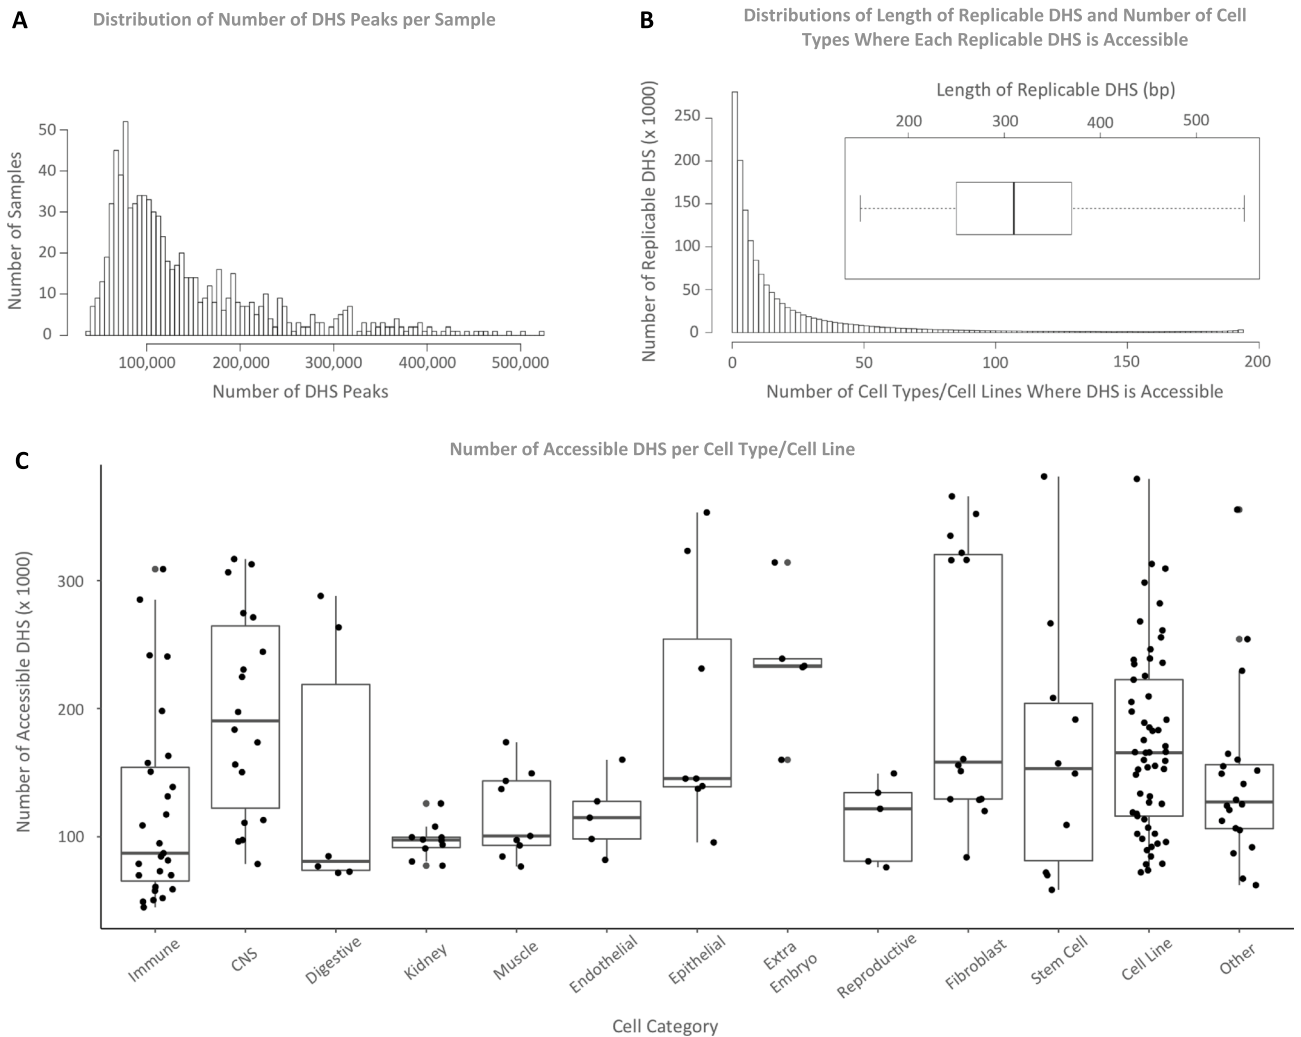 A
Distribution of Number of DHS Peaks per Sample
Number of Samples
50
40
30
20
10
0
100,000
200,000
300,000
400,000
500,000
Number of DHS Peaks
B
Distributions of Length of Replicable DHS and Number of Cell
Types Where Each Replicable DHS is Accessible
Number of Replicable DHS (x 1000)
250
200
150
100
50
0
Length of Replicable DHS (bp)
200
300
400
500
0
50
100
150
200
Number of Cell Types/Cell Lines Where DHS is Accessible
C
Number of Accessible DHS per Cell Type/Cell Line
Number of Accessible DHS (x 1000)
300
200
100
Immune
CNS
Digestive
Kidney
Muscle
Endothelial
Epithelial
Extra
Embryo
Reproductive
Fibroblast
Stem Cell
Cell Line
Other
Cell Category